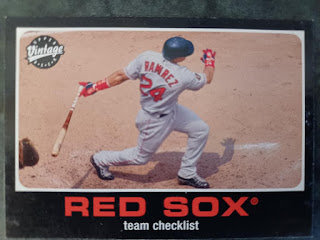 UPPER DECK
Vintage
RAMIREZ
24
RED SOX®
team checklist